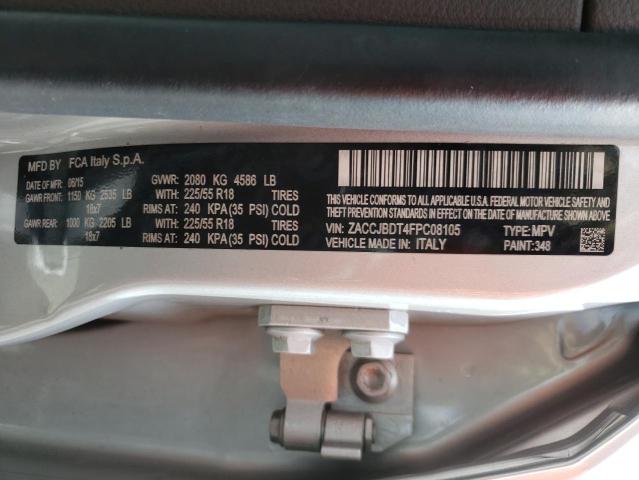 MFD BY FCA Italy S.p.A.
DATE OF MFR: 06/15 GVWR: 2080 KG 4586 LB
GAWR FRONT: 1150 KG 2535 LB WITH: 225/55 R18 TIRES
18x7 RIMS AT: 240 KPA(35 PSI) COLD
GAWR REAR: 1000 KG 2205 LB WITH: 225/55 R18 TIRES
18x7 RIMS AT: 240 KPA(35 PSI) COLD
THIS VEHICLE CONFORMS TO ALL APPLICABLE U.S.A. FEDERAL MOTOR VEHICLE
SAFETY, BUMPER, AND THEFT PREVENTION STANDARDS IN EFFECT
ON THE DATE OF MANUFACTURE SHOWN ABOVE.
VIN: ZACCJBDT4FPC08105 TYPE: MPV
VEHICLE MADE IN: ITALY PAINT: 348